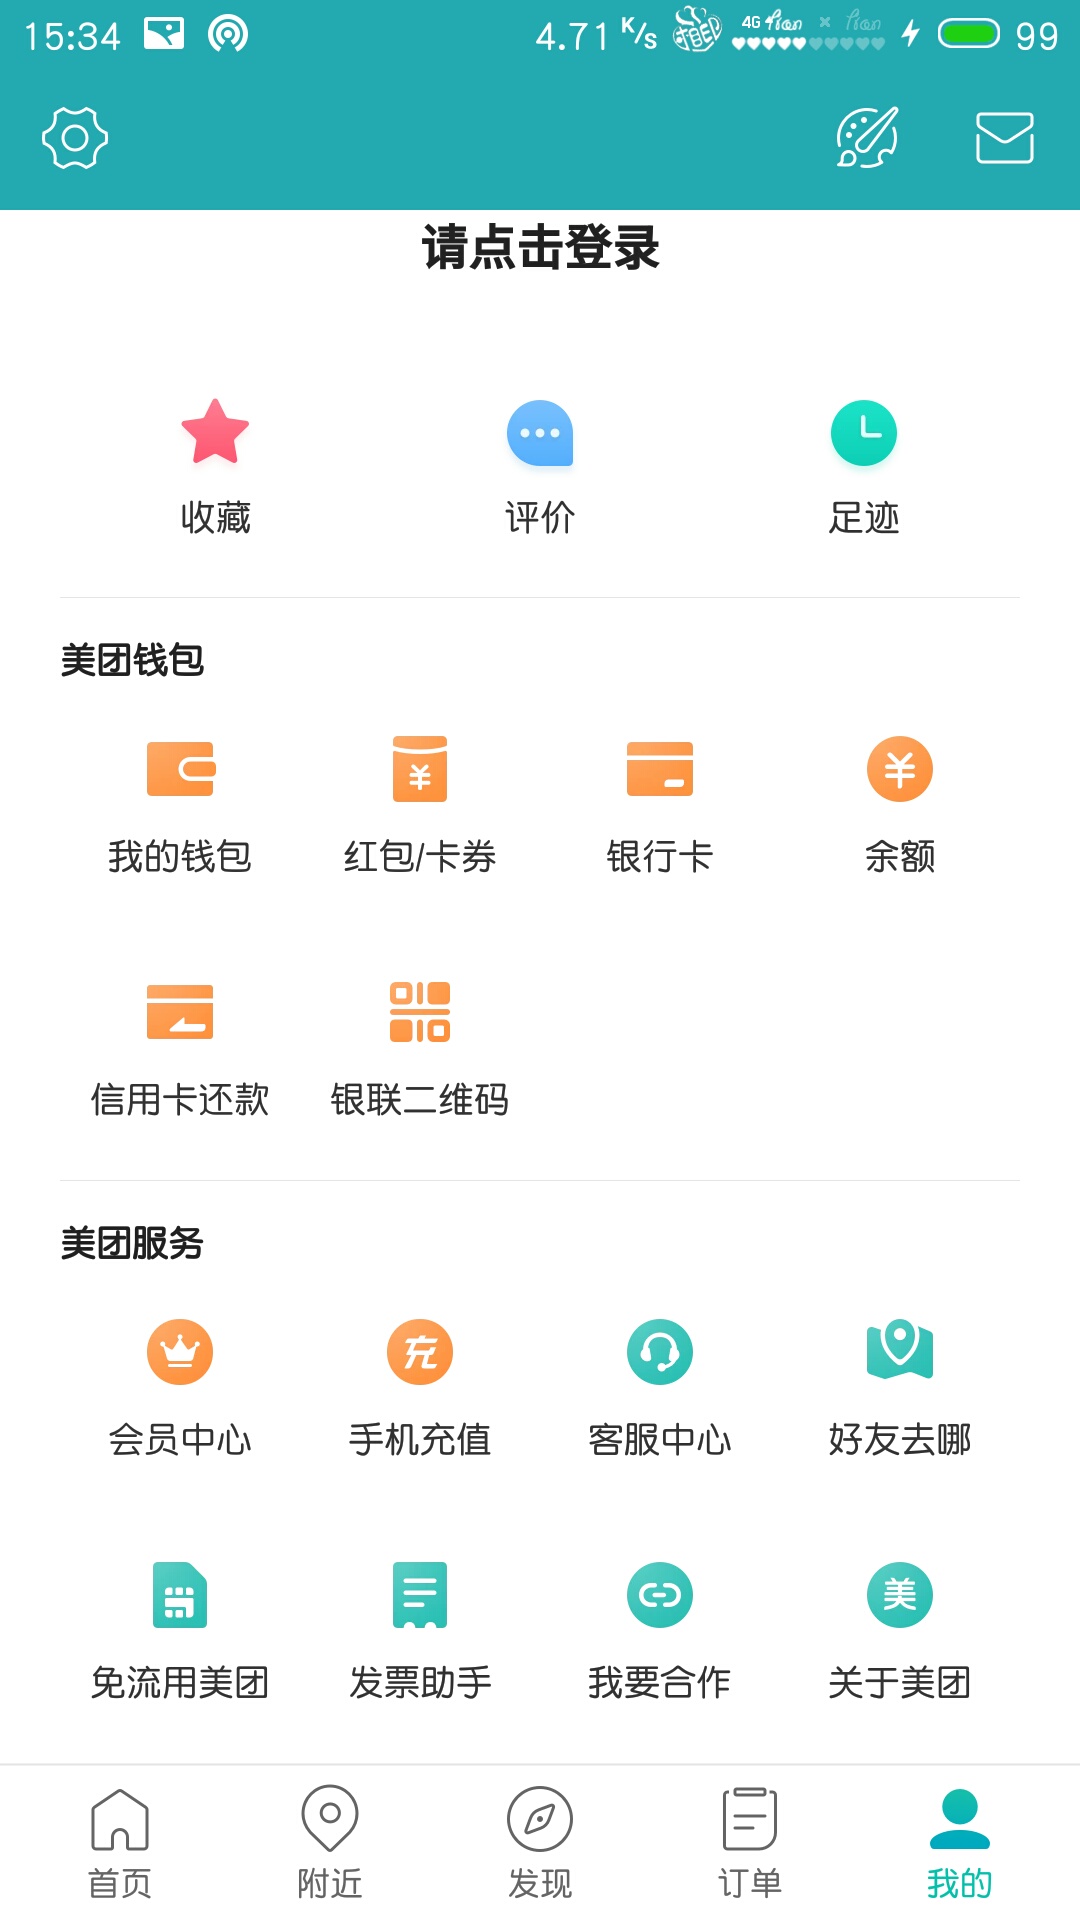 15:34 4.71 K/s 4G 99
请点击登录
收藏 评价 足迹
美团钱包
我的钱包 红包/卡券 银行卡 余额
信用卡还款 银联二维码
美团服务
充
会员中心 手机充值 客服中心 好友去哪
美
免流用美团 发票助手 我要合作 关于美团
首页 附近 发现 订单 我的